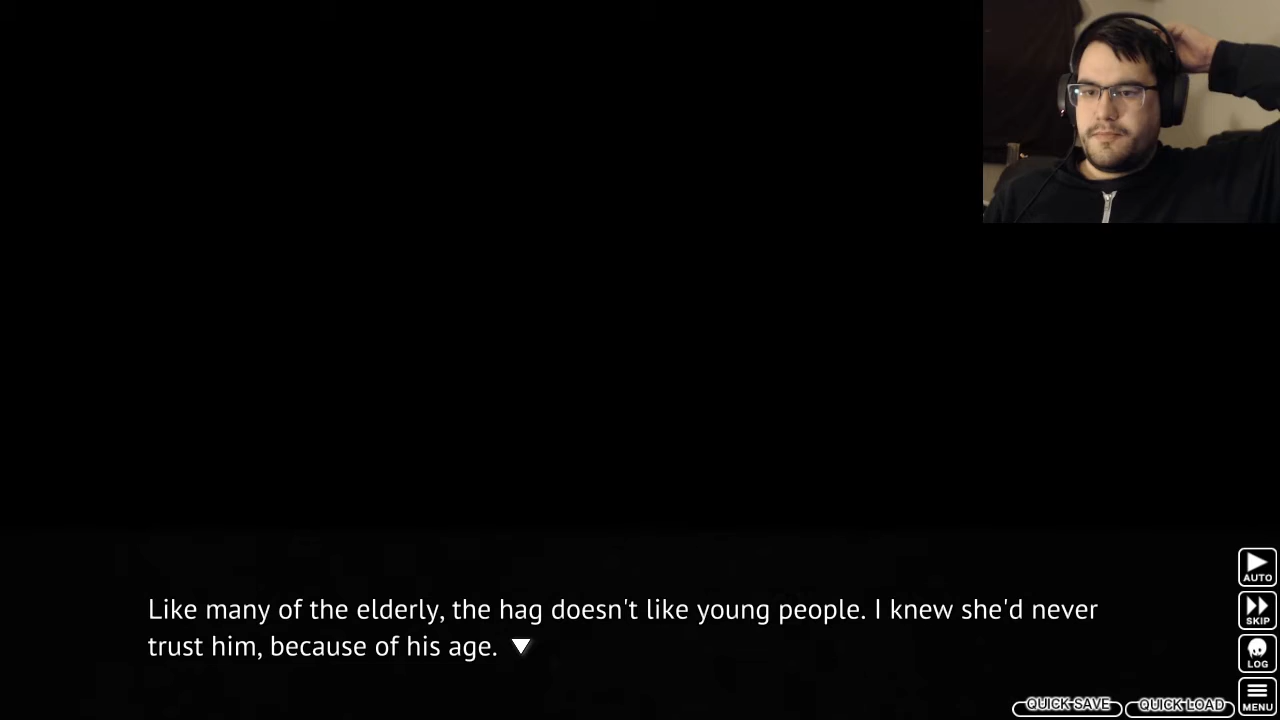 Like many of the elderly, the hag doesn't like young people. I knew she'd never
trust him, because of his age.
AUTO
SKIP
LOG
MENU
QUICK SAVE
QUICK LOAD